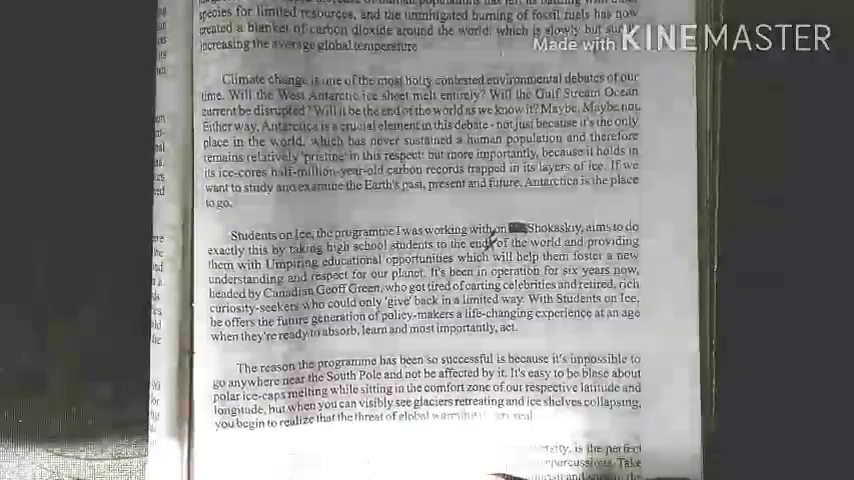 species for limited resources, and the unmitigated burning of fossil fuels has now
created a blanket of carbon dioxide around the world, which is slowly but
increasing the average global temperature
Made with KINEMASTER
Climate change is one of the most hotly contested environmental debates of our
time. Will the West Antarctic ice sheet melt entirely? Will the Gulf Stream Ocean
current be disrupted? Will it be the end of the world as we know it? Maybe. Maybe not.
Either way, Antarctica is a crucial element in this debate - not just because it's the only
place in the world, which has never sustained a human population and therefore
remains relatively 'pristine' in this respect; but more importantly, because it holds in
its ice-cores half-million-year-old carbon records trapped in its layers of ice. If we
want to study and examine the Earth's past, present and future, Antarctica is the place
to go.
Students on Ice, the programme I was working with on Shokaskiy, aims to do
exactly this by taking high school students to the end of the world and providing
them with Umpiring educational opportunities which will help them foster a new
understanding and respect for our planet. It's been in operation for six years now,
headed by Canadian Geoff Green, who got tired of carting celebrities and retired, rich
curiosity-seekers who could only 'give' back in a limited way. With Students on Ice,
he offers the future generation of policy-makers a life-changing experience at an age
when they're ready to absorb, learn and most importantly, act.
The reason the programme has been so successful is because it's impossible to
go anywhere near the South Pole and not be affected by it. It's easy to be blase about
polar ice-caps melting while sitting in the comfort zone of our respective latitude and
longitude, but when you can visibly see glaciers retreating and ice shelves collapsing,
you begin to realize that the threat of global warming real
is the perfect
Take